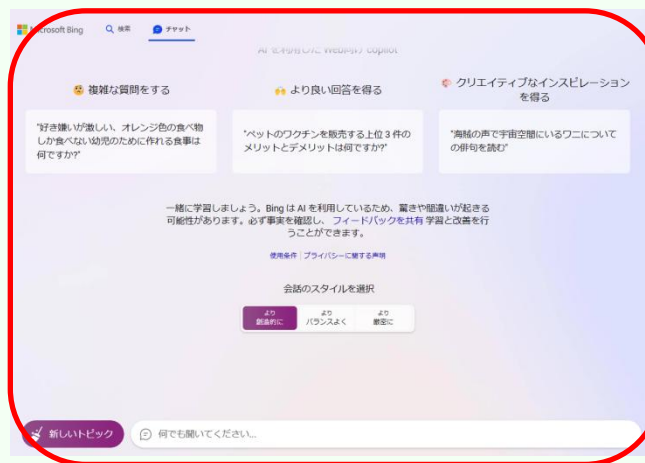 Microsoft Bing
検索
チャット
AI を利用した Web向け copilot
複雑な質問をする
より良い回答を得る
クリエイティブなインスピレーションを得る
"好き嫌いが激しい、オレンジ色の食べ物
しか食べない幼児のために作れる食事は
何ですか?"
"ペットのワクチンを販売する上位 3 件の
メリットとデメリットは何ですか?"
"海賊の声で宇宙空間にいるワニについて
の俳句を読む"
一緒に学習しましょう。Bing は AI を利用しているため、驚きや間違いが起きる
可能性があります。必ず事実を確認し、フィードバックを共有 学習と改善を行
うことができます。
使用条件 | プライバシーに関する声明
会話のスタイルを選択
より
創造的に
より
バランスよく
より
厳密に
新しいトピック
何でも聞いてください...